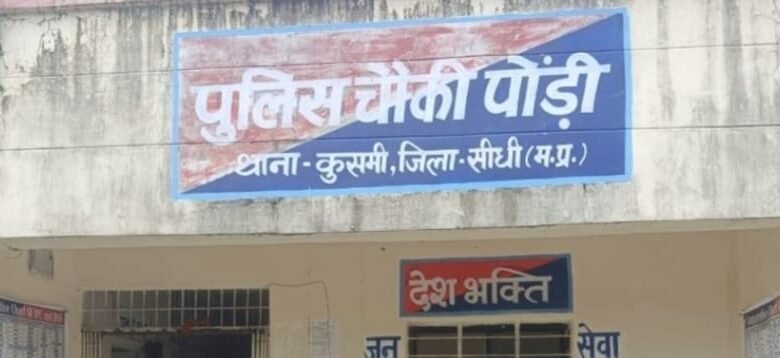 पुलिस चौकी पोंड़ी
थाना - कुसमी, जिला - सीधी (म.प्र.)
देश भक्ति
जन सेवा